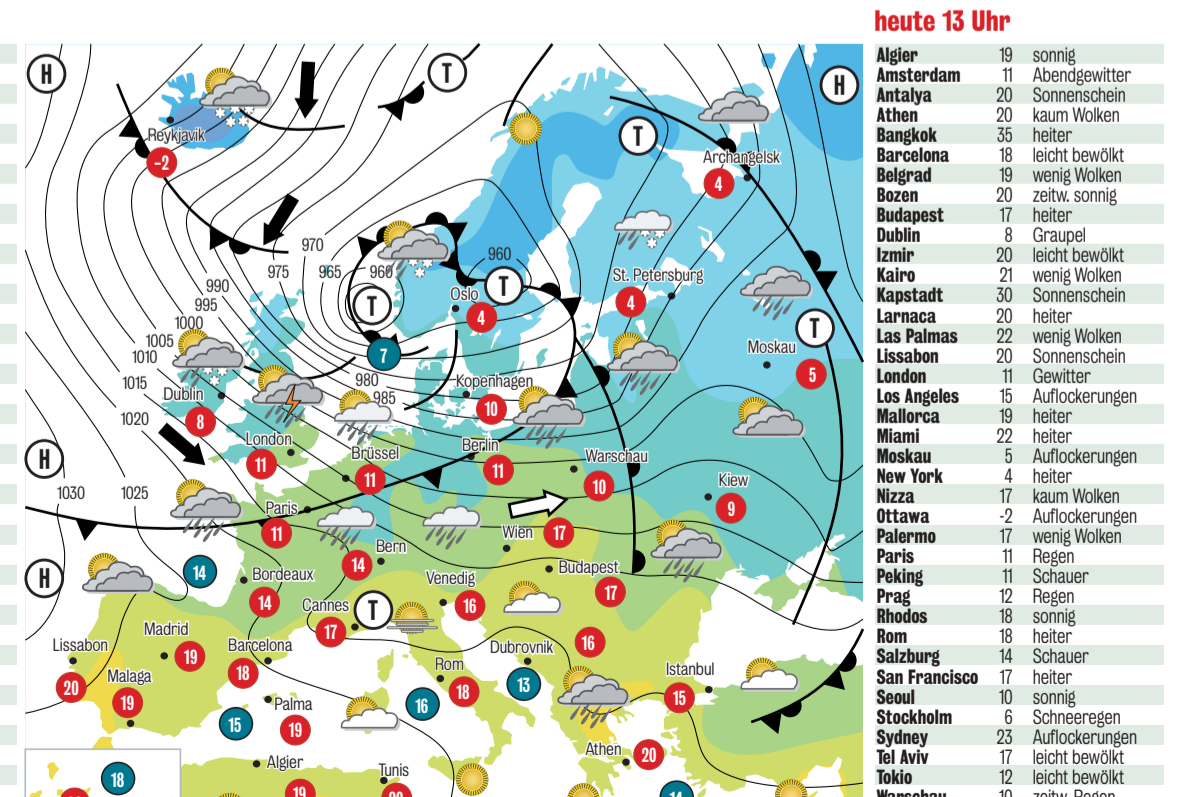 heute 13 Uhr
Algier 19 sonnig
Amsterdam 11 Abendgewitter
Antalya 20 Sonnenschein
Athen 20 kaum Wolken
Bangkok 35 heiter
Barcelona 18 leicht bewölkt
Belgrad 19 wenig Wolken
Bozen 20 zeitw. sonnig
Budapest 17 heiter
Dublin 8 Graupel
Izmir 20 leicht bewölkt
Kairo 21 wenig Wolken
Kapstadt 30 Sonnenschein
Larnaca 20 heiter
Las Palmas 22 wenig Wolken
Lissabon 20 Sonnenschein
London 11 Gewitter
Los Angeles 15 Auflockerungen
Mallorca 19 heiter
Miami 22 heiter
Moskau 5 Auflockerungen
New York 4 heiter
Nizza 17 kaum Wolken
Ottawa -2 Auflockerungen
Palermo 17 wenig Wolken
Paris 11 Regen
Peking 11 Schauer
Prag 12 Regen
Rhodos 18 sonnig
Rom 18 heiter
Salzburg 14 Schauer
San Francisco 17 heiter
Seoul 10 sonnig
Stockholm 6 Schneeregen
Sydney 23 Auflockerungen
Tel Aviv 17 leicht bewölkt
Tokio 12 leicht bewölkt
Warschau 10 zeitw. Regen
H
T
H
Reykjavik
-2
T
Archangelsk
4
970
975
965
960
960
990
995
1000
1005
1010
1015
1020
980
985
T
T
Oslo
4
St. Petersburg
4
T
Moskau
5
7
Dublin
8
Kopenhagen
10
London
11
Brüssel
11
Berlin
11
Warschau
10
H
1030
1025
Kiew
9
Paris
11
Wien
17
Bern
14
H
14
Bordeaux
14
Budapest
17
Venedig
16
Cannes
17
T
Lissabon
20
Madrid
19
Barcelona
18
Malaga
19
Dubrovnik
13
16
Rom
18
16
Istanbul
15
Palma
19
15
Athen
20
Algier
19
Tunis
18
14